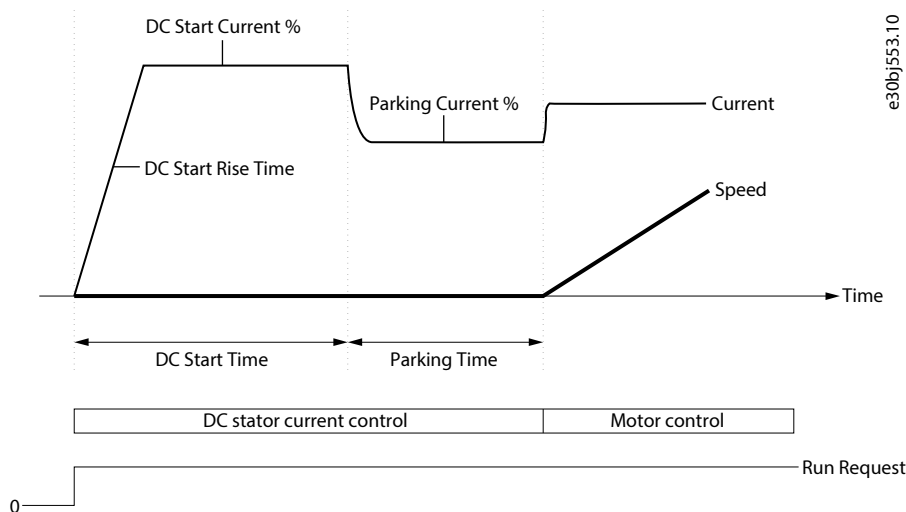 DC Start Current %
e30bj553.10
Parking Current %
Current
DC Start Rise Time
Speed
Time
DC Start Time
Parking Time
DC stator current control
Motor control
Run Request
0